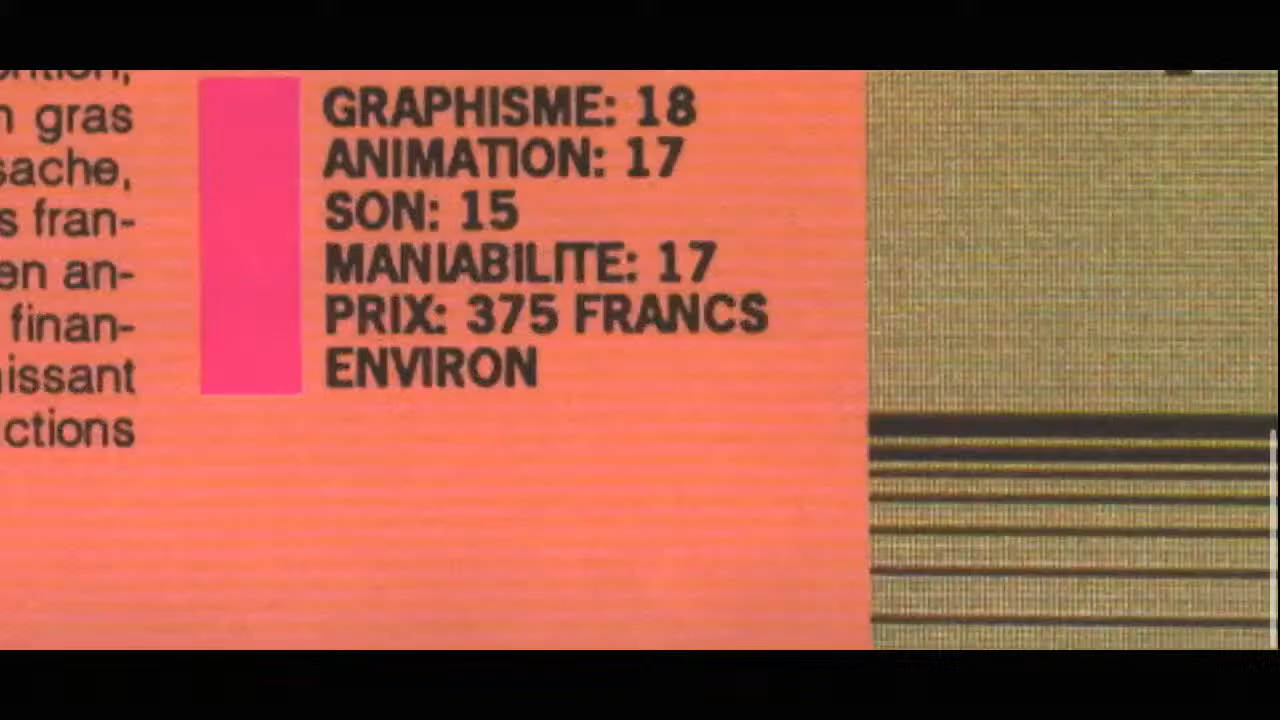 n gras
sache,
s fran-
en an-
finan-
issant
ctions
GRAPHISME: 18
ANIMATION: 17
SON: 15
MANIABILITE: 17
PRIX: 375 FRANCS
ENVIRON